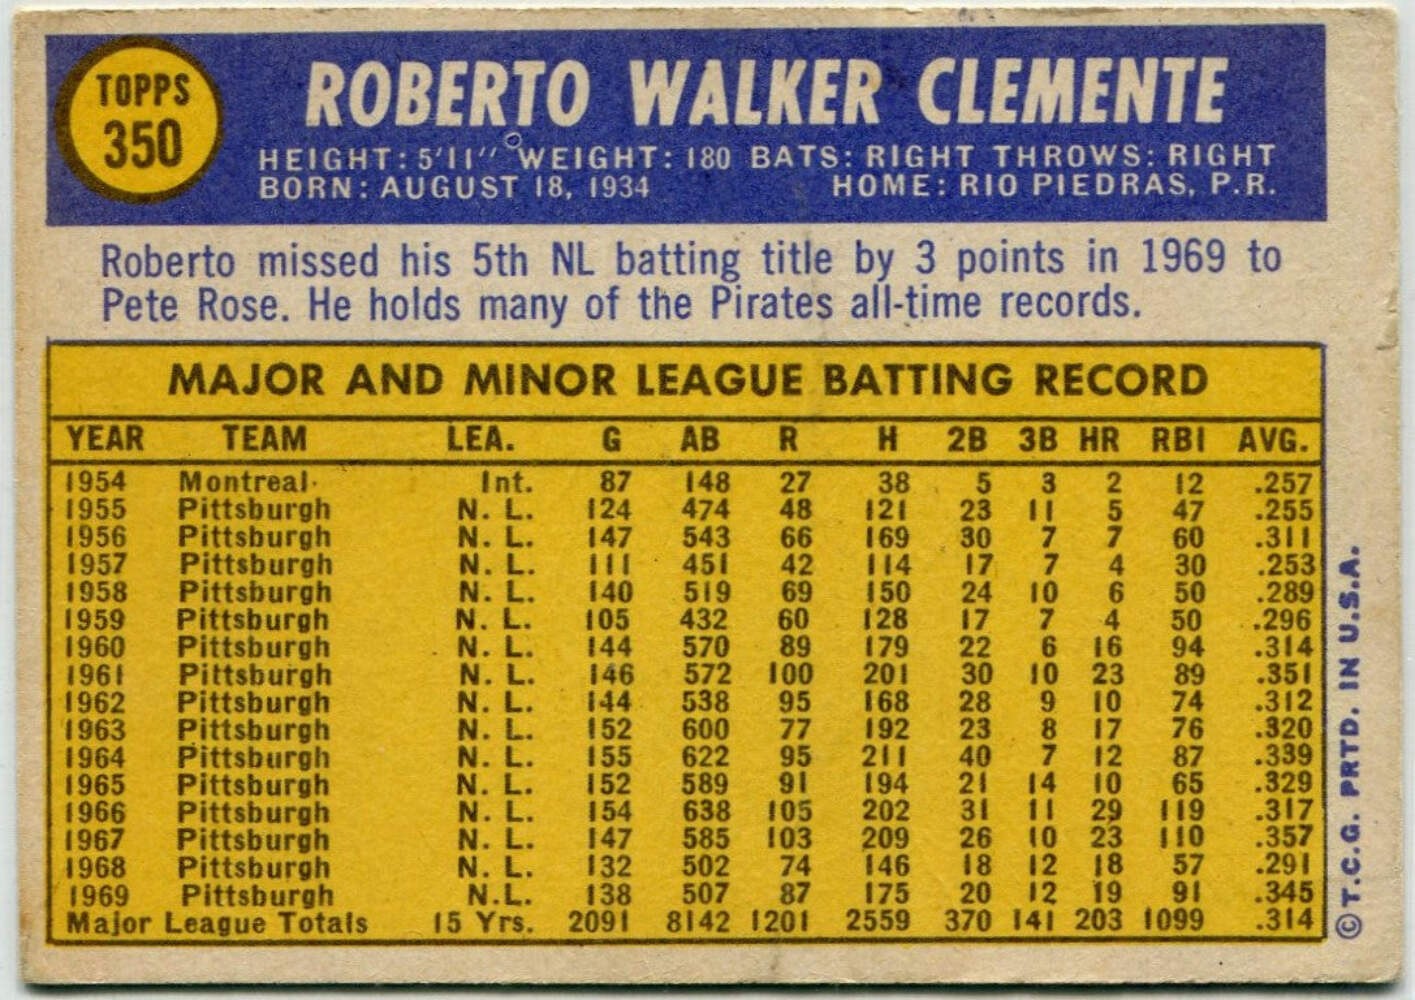 TOPPS
350
ROBERTO WALKER CLEMENTE
HEIGHT: 5'11" WEIGHT: 180 BATS: RIGHT THROWS: RIGHT
BORN: AUGUST 18, 1934 HOME: RIO PIEDRAS, P.R.
Roberto missed his 5th NL batting title by 3 points in 1969 to
Pete Rose. He holds many of the Pirates all-time records.
MAJOR AND MINOR LEAGUE BATTING RECORD
YEAR TEAM LEA. G AB R H 2B 3B HR RBI AVG.
1954 Montreal Int. 87 148 27 38 5 3 2 12 .257
1955 Pittsburgh N. L. 124 474 48 121 23 11 5 47 .255
1956 Pittsburgh N. L. 147 543 66 169 30 7 7 60 .311
1957 Pittsburgh N. L. 111 451 42 114 17 7 4 30 .253
1958 Pittsburgh N. L. 140 519 69 150 24 10 6 50 .289
1959 Pittsburgh N. L. 105 432 60 128 17 7 4 50 .296
1960 Pittsburgh N. L. 144 570 89 179 22 6 16 94 .314
1961 Pittsburgh N. L. 146 572 100 201 30 10 23 89 .351
1962 Pittsburgh N. L. 144 538 95 168 28 9 10 74 .312
1963 Pittsburgh N. L. 152 600 77 192 23 8 17 76 .320
1964 Pittsburgh N. L. 155 622 95 211 40 7 12 87 .339
1965 Pittsburgh N. L. 152 589 91 194 21 14 10 65 .329
1966 Pittsburgh N. L. 154 638 105 202 31 11 29 119 .317
1967 Pittsburgh N. L. 147 585 103 209 26 10 23 110 .357
1968 Pittsburgh N. L. 132 502 74 146 18 12 18 57 .291
1969 Pittsburgh N.L. 138 507 87 175 20 12 19 91 .345
Major League Totals 15 Yrs. 2091 8142 1201 2559 370 141 203 1099 .314
© T.C.G. PRTD. IN U.S.A.